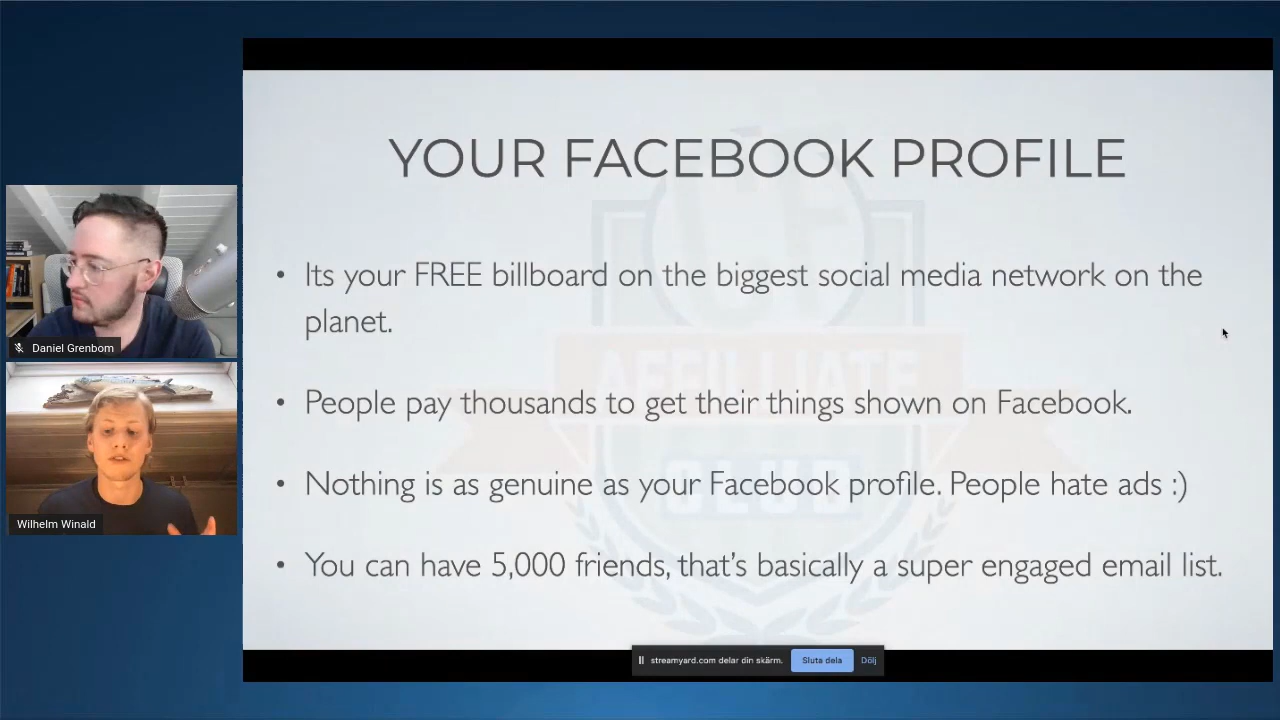 YOUR FACEBOOK PROFILE
• Its your FREE billboard on the biggest social media network on the
planet.
• People pay thousands to get their things shown on Facebook.
• Nothing is as genuine as your Facebook profile. People hate ads :)
• You can have 5,000 friends, that's basically a super engaged email list.
AFFILIATE
CLUB
Daniel Grenbom
Wilhelm Winald
streamyard.com delar din skärm.
Sluta dela
Dölj